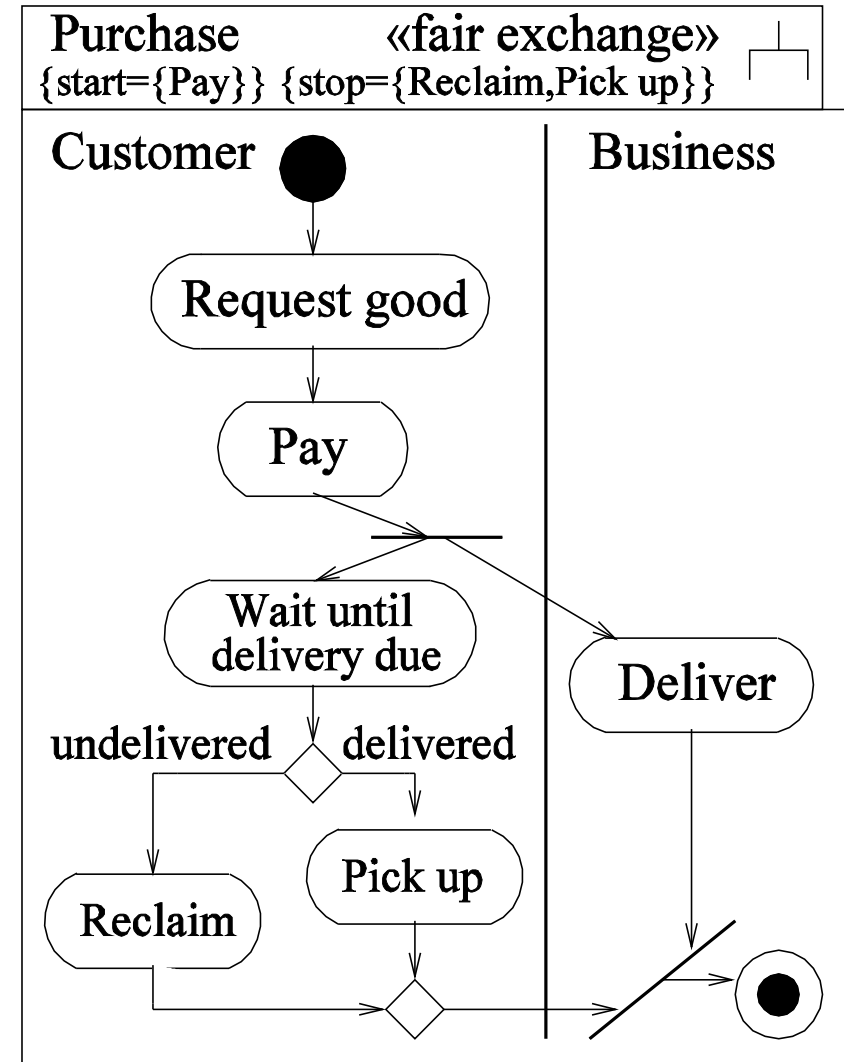 Purchase «fair exchange»
{start={Pay}} {stop={Reclaim,Pick up}}
Customer
Business
Request good
Pay
Wait until
delivery due
Deliver
undelivered
delivered
Pick up
Reclaim